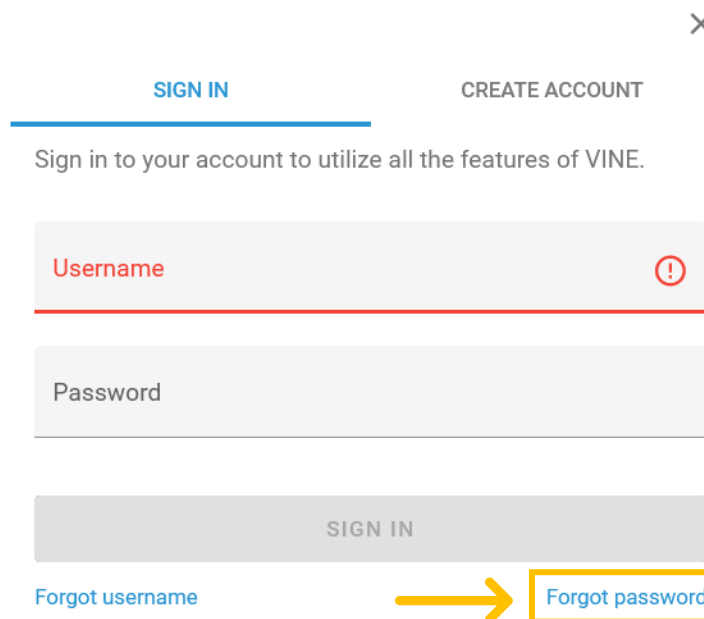 SIGN IN CREATE ACCOUNT
Sign in to your account to utilize all the features of VINE.
Username
Password
SIGN IN
Forgot username Forgot password